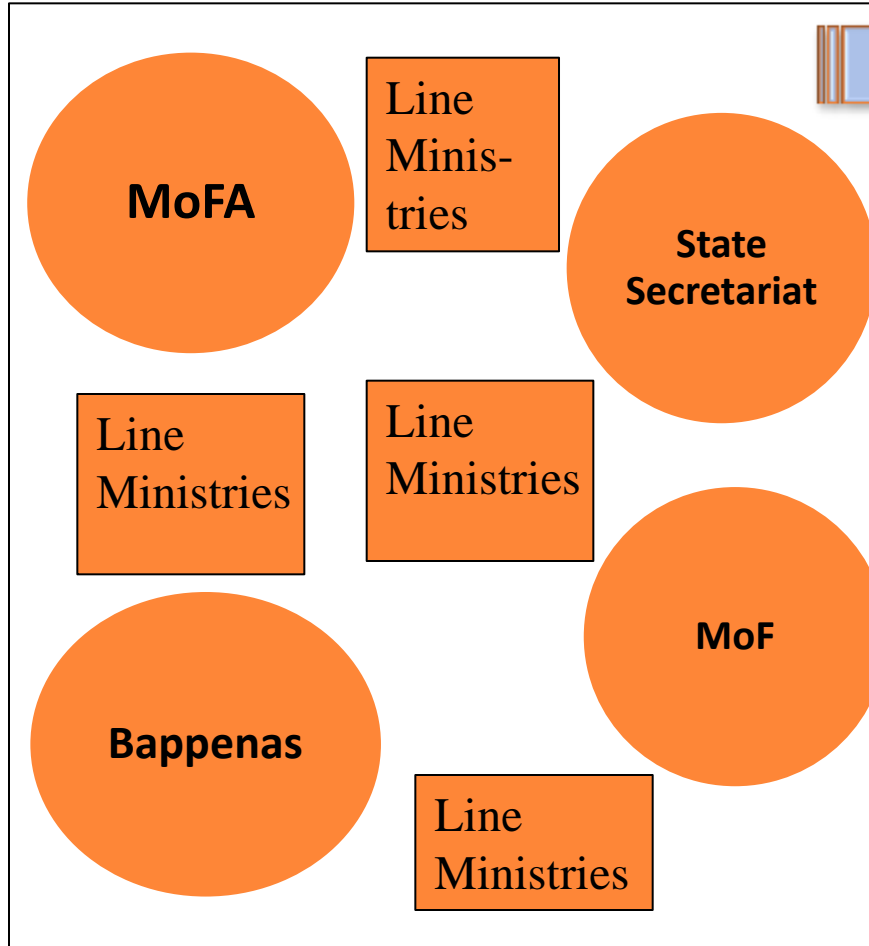 MoFA
Line
Minis-
tries
State
Secretariat
Line
Ministries
Line
Ministries
MoF
Bappenas
Line
Ministries